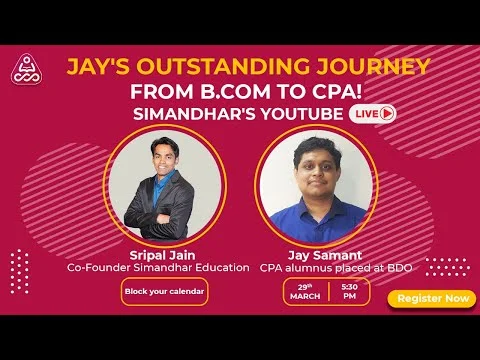 JAY'S OUTSTANDING JOURNEY
FROM B.COM TO CPA!
SIMANDHAR'S YOUTUBE LIVE
Sripal Jain
Co-Founder Simandhar Education
Jay Samant
CPA alumnus placed at BDO
Block your calendar
29th
MARCH
5:30
PM
Register Now